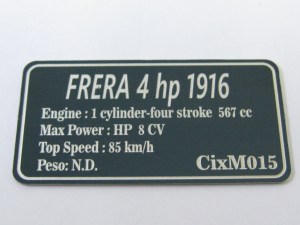 FRERA 4 hp 1916
Engine : 1 cylinder-four stroke 567 cc
Max Power : HP 8 CV
Top Speed : 85 km/h
Peso: N.D.
CixM015